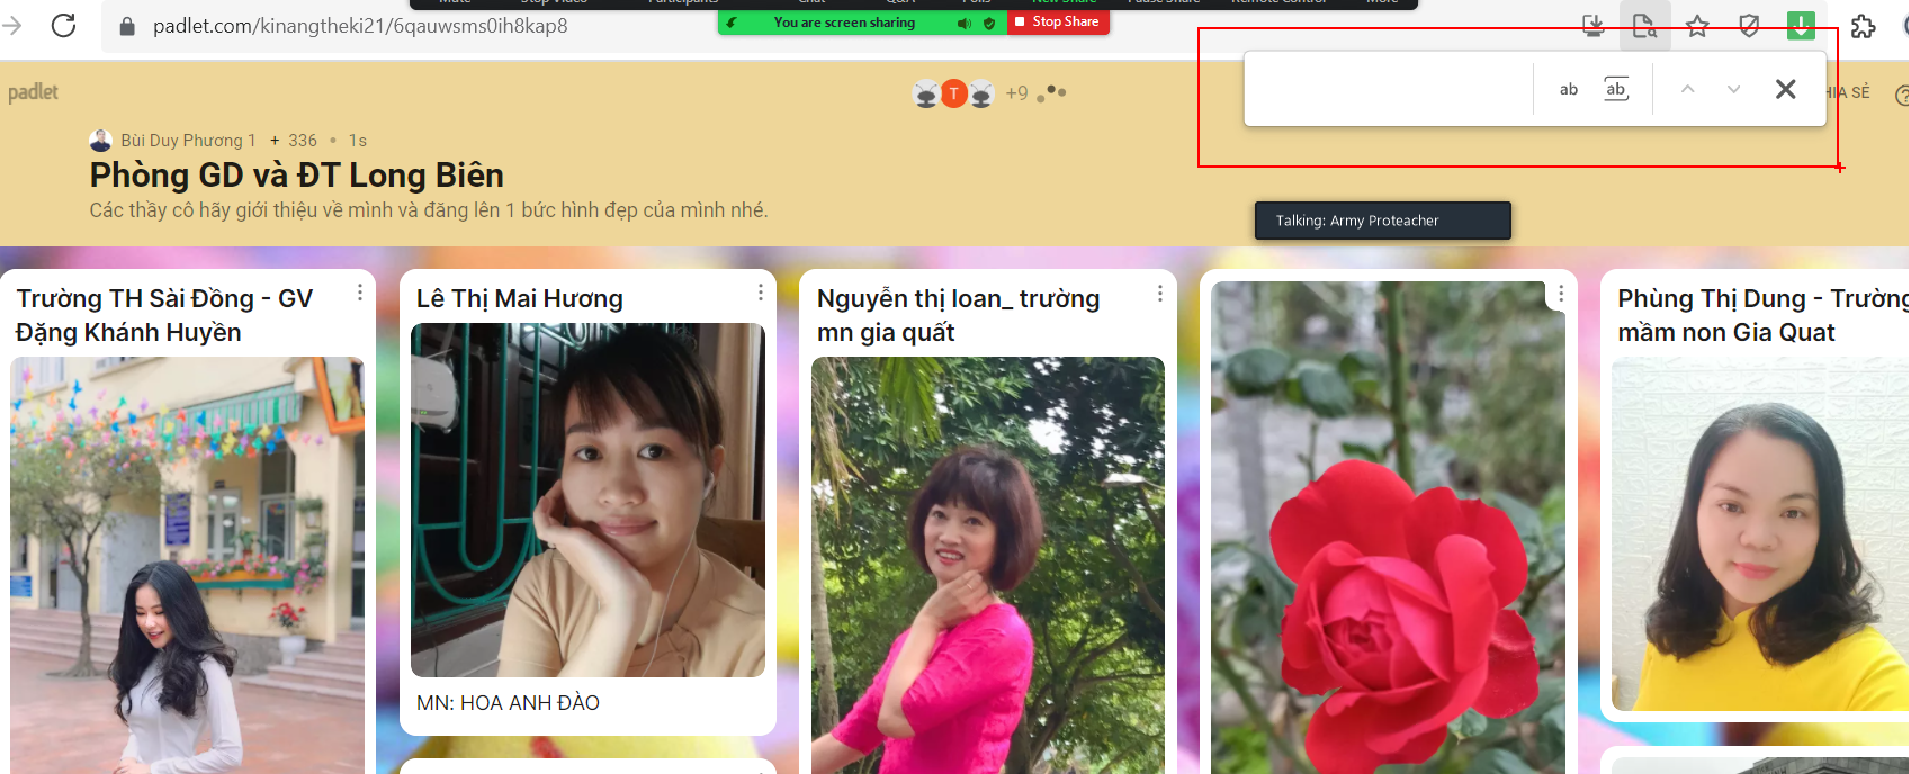 padlet.com/kinangtheki21/6qauwsms0ih8kap8
You are screen sharing
Stop Share
padlet
T
+9
ab
ab
HIA SẺ
Bùi Duy Phương 1 + 336 • 1s
Phòng GD và ĐT Long Biên
Các thầy cô hãy giới thiệu về mình và đăng lên 1 bức hình đẹp của mình nhé.
Talking: Army Proteacher
Trường TH Sài Đồng - GV
Đặng Khánh Huyền
Lê Thị Mai Hương
MN: HOA ANH ĐÀO
Nguyễn thị loan_ trường
mn gia quất
Phùng Thị Dung - Trường
mầm non Gia Quat